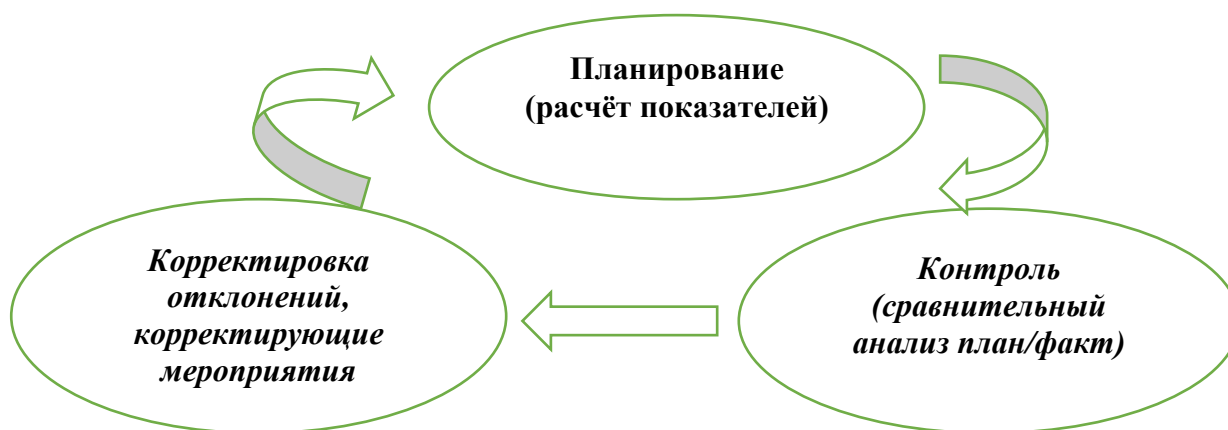 Планирование
(расчёт показателей)
Корректировка
отклонений,
корректирующие
мероприятия
Контроль
(сравнительный
анализ план/факт)